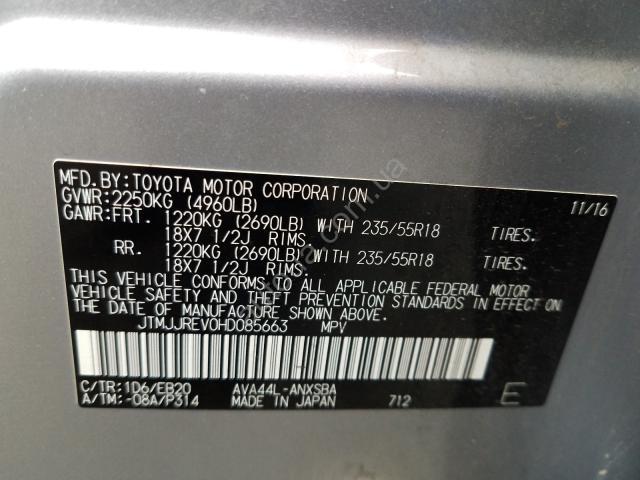 MFD.BY:TOYOTA MOTOR CORPORATION 11/16
GVWR:2250KG (4960LB)
GAWR:FRT. 1220KG (2690LB) WITH 235/55R18 TIRES.
18X7 1/2J RIMS.
RR. 1220KG (2690LB) WITH 235/55R18 TIRES.
18X7 1/2J RIMS.
THIS VEHICLE CONFORMS TO ALL APPLICABLE FEDERAL MOTOR
VEHICLE SAFETY AND THEFT PREVENTION STANDARDS IN EFFECT ON
THE DATE OF MANUFACTURE SHOWN ABOVE.
JTMJJREV0HD085663 MPV
C/TR:1D6/EB20 AVA44L-ANXSBA
A/TM:-08A/P314 MADE IN JAPAN 712 E